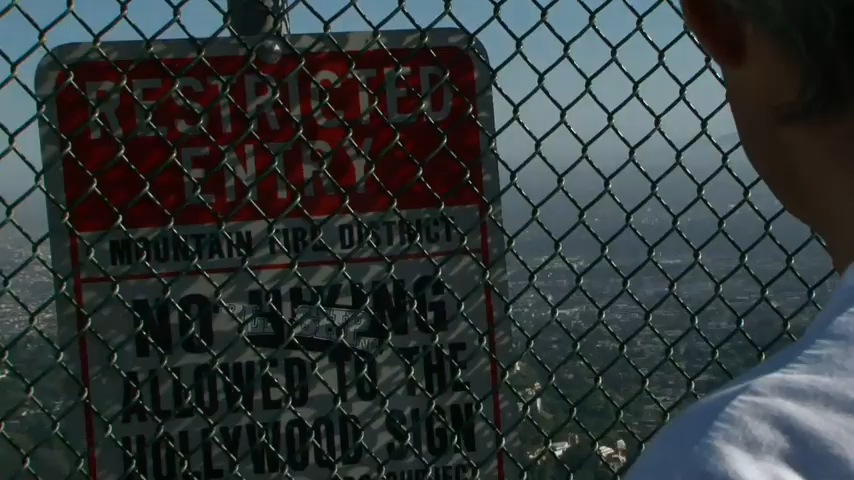 RESTRICTED
ENTRY
MOUNTAIN FIRE DISTRICT
NO HIKING
ALLOWED TO THE
HOLLYWOOD SIGN